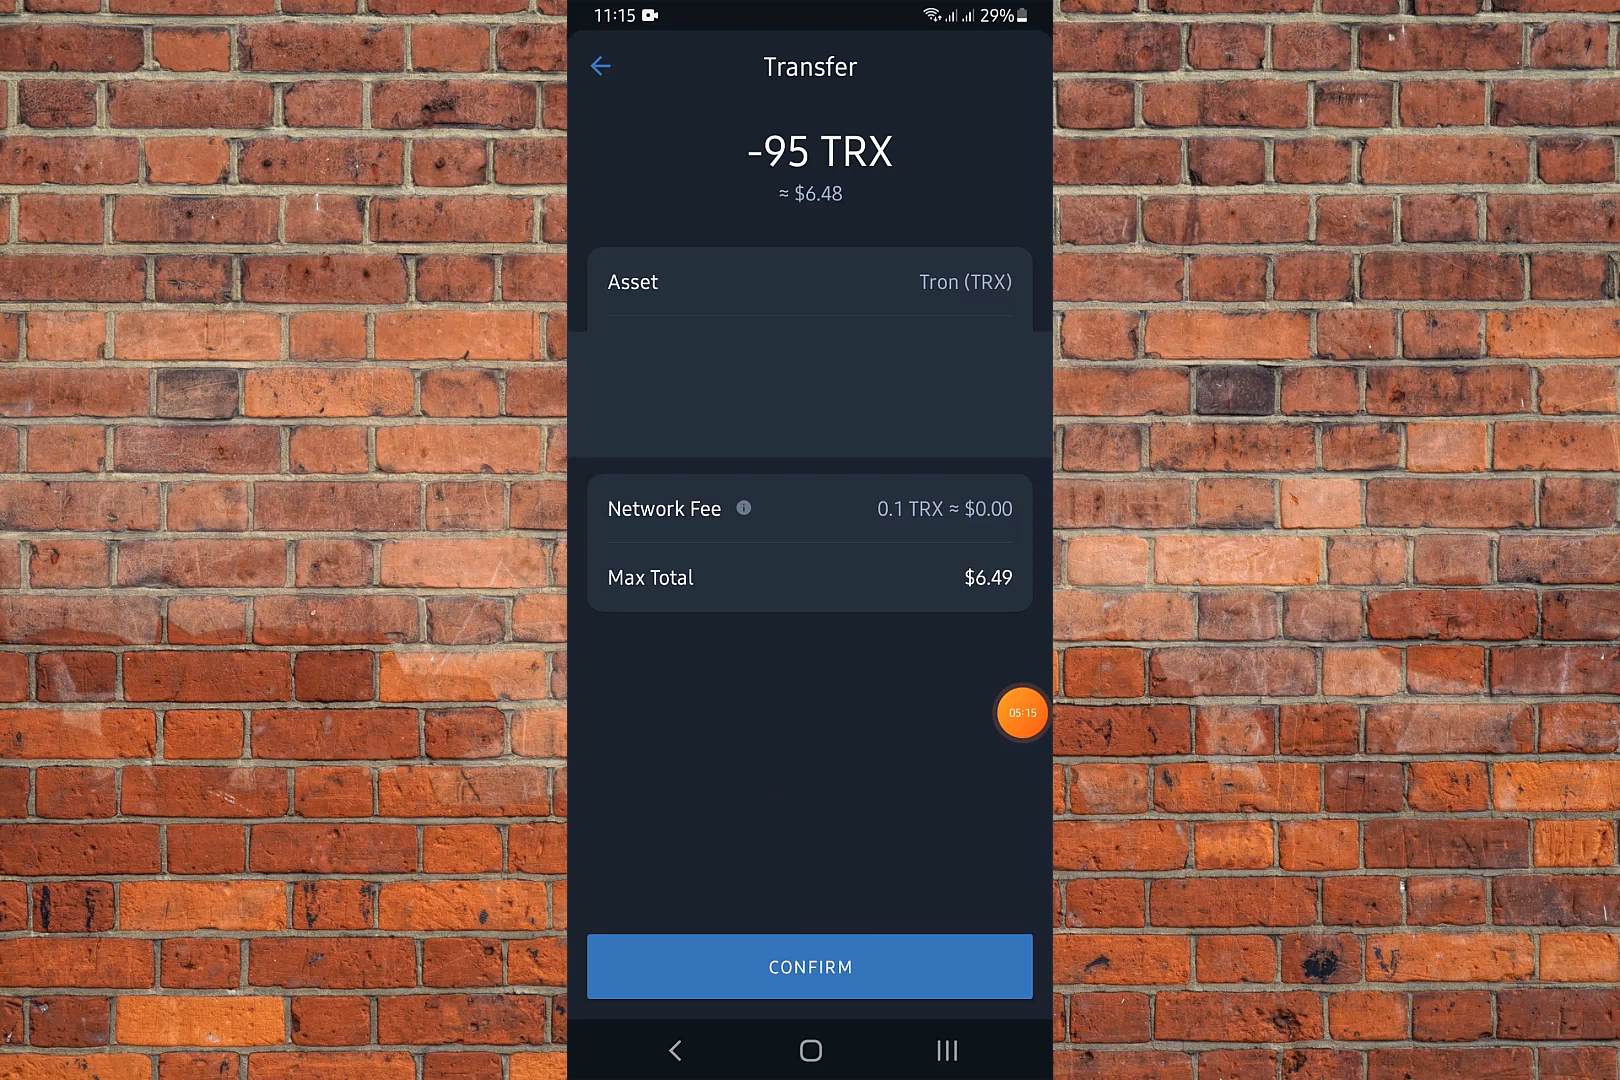 11:15 29%
Transfer
-95 TRX
≈ $6.48
Asset Tron (TRX)
Network Fee 0.1 TRX ≈ $0.00
Max Total $6.49
05:15
CONFIRM